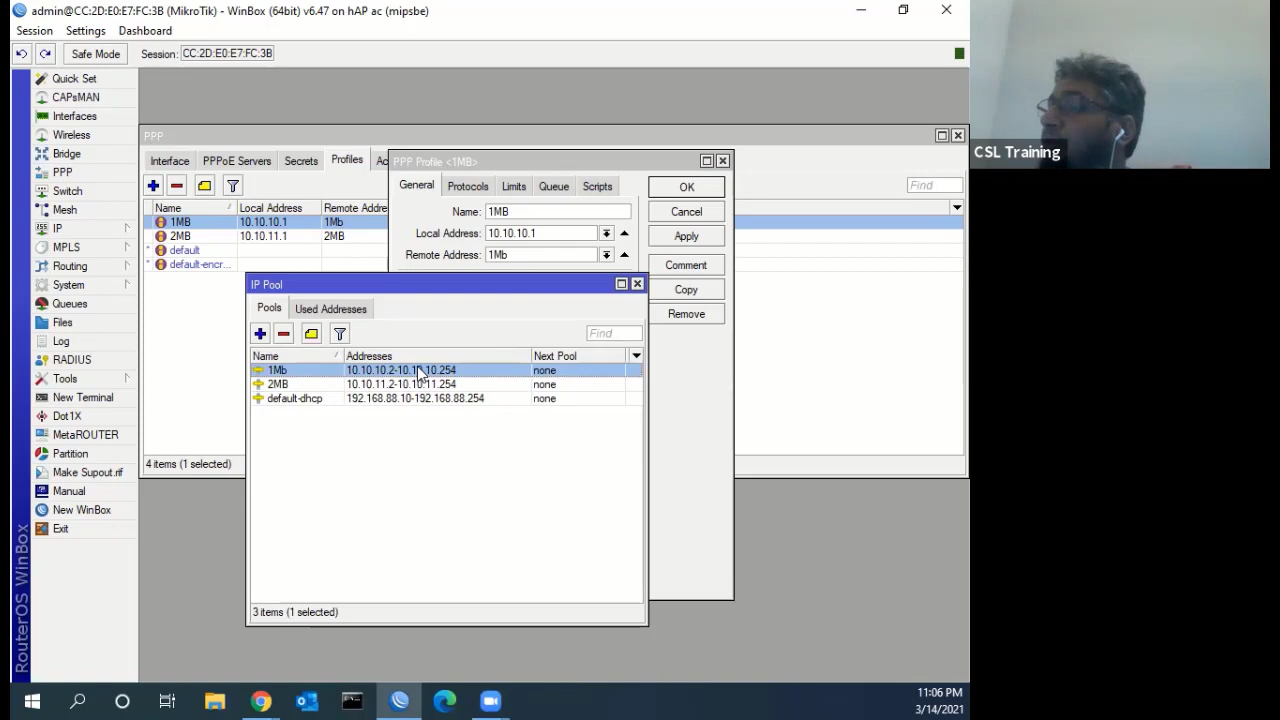 admin@CC:2D:E0:E7:FC:3B (MikroTik) - WinBox (64bit) v6.47 on hAP ac (mipsbe)
Session Settings Dashboard
Safe Mode Session: CC:2D:E0:E7:FC:3B
Quick Set
CAPsMAN
Interfaces
Wireless
Bridge
PPP
Switch
Mesh
IP
MPLS
Routing
System
Queues
Files
Log
RADIUS
Tools
New Terminal
Dot1X
MetaROUTER
Partition
Make Supout.rif
Manual
New WinBox
Exit
RouterOS WinBox
PPP
Interface PPPoE Servers Secrets Profiles Ac
Find
Name Local Address Remote Addre
1MB 10.10.10.1 1Mb
2MB 10.10.11.1 2MB
* default
* default-encr...
4 items (1 selected)
PPP Profile <1MB>
General Protocols Limits Queue Scripts
Name: 1MB
Local Address: 10.10.10.1
Remote Address: 1Mb
OK
Cancel
Apply
Comment
Copy
Remove
IP Pool
Pools Used Addresses
Find
Name Addresses Next Pool
1Mb 10.10.10.2-10.10.10.254 none
2MB 10.10.11.2-10.10.11.254 none
default-dhcp 192.168.88.10-192.168.88.254 none
3 items (1 selected)
CSL Training
11:06 PM
3/14/2021